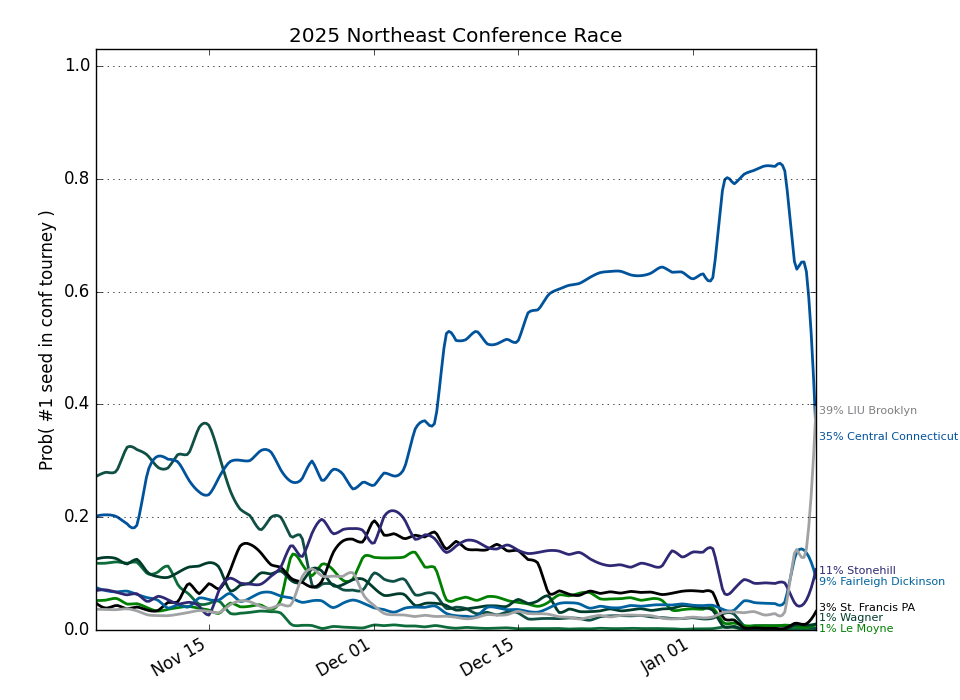 2025 Northeast Conference Race
Prob( #1 seed in conf tourney )
1.0
0.8
0.6
0.4
0.2
0.0
Nov 15
Dec 01
Dec 15
Jan 01
39% LIU Brooklyn
35% Central Connecticut
11% Stonehill
9% Fairleigh Dickinson
3% St. Francis PA
1% Wagner
1% Le Moyne